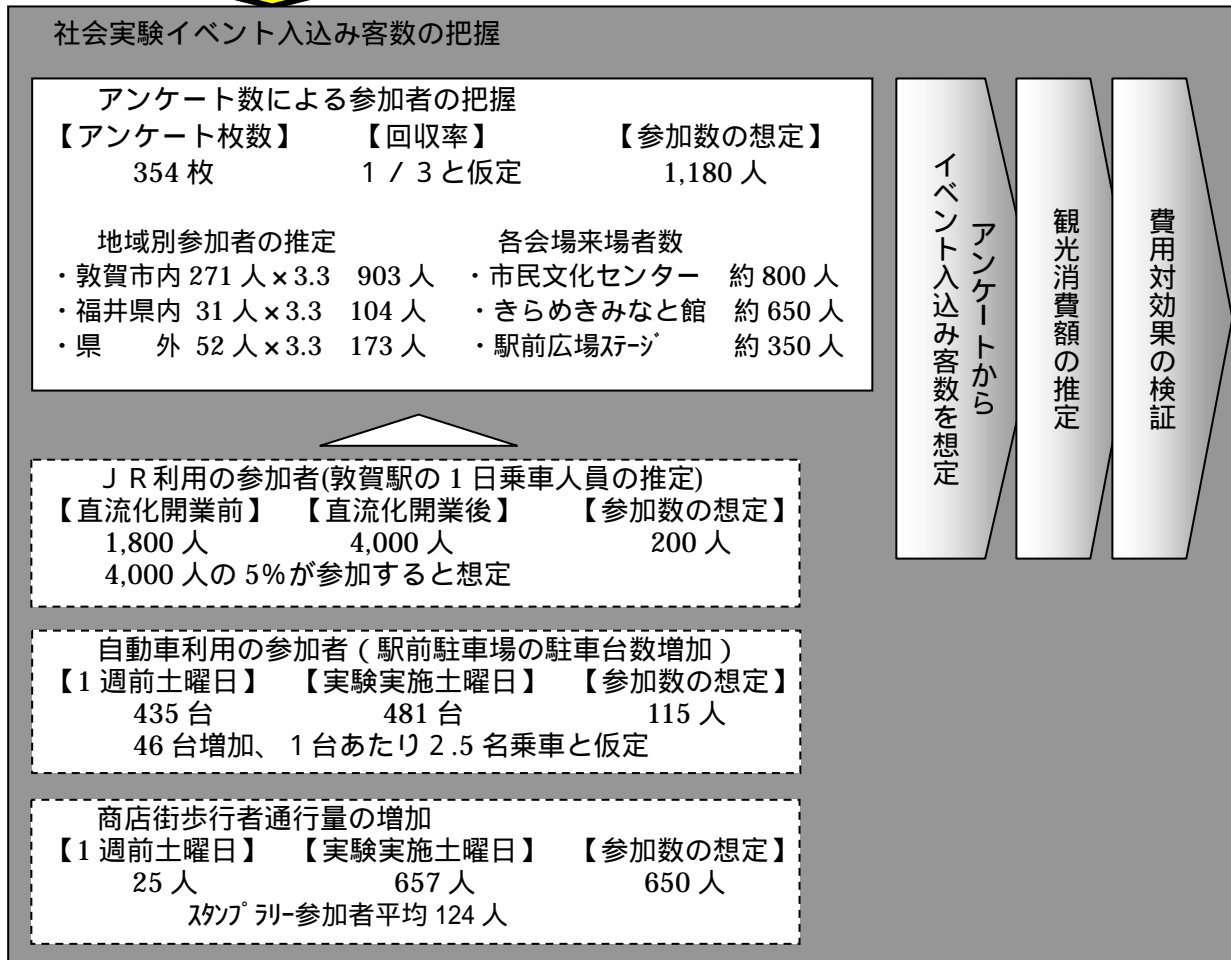 社会実験イベント入込み客数の把握
アンケート数による参加者の把握
【アンケート枚数】 【回収率】 【参加数の想定】
354 枚 1 / 3 と仮定 1,180 人
地域別参加者の推定 各会場来場者数
・敦賀市内 271 人×3.3 903 人 ・市民文化センター 約 800 人
・福井県内 31 人×3.3 104 人 ・きらめきみなと館 約 650 人
・県 外 52 人×3.3 173 人 ・駅前広場ｽﾃｰｼﾞ 約 350 人
ＪＲ利用の参加者(敦賀駅の 1 日乗車人員の推定)
【直流化開業前】 【直流化開業後】 【参加数の想定】
1,800 人 4,000 人 200 人
4,000 人の 5％が参加すると想定
自動車利用の参加者（駅前駐車場の駐車台数増加）
【1 週前土曜日】 【実験実施土曜日】 【参加数の想定】
435 台 481 台 115 人
46 台増加、１台あたり２.５名乗車と仮定
商店街歩行者通行量の増加
【1 週前土曜日】 【実験実施土曜日】 【参加数の想定】
25 人 657 人 650 人
ｽﾀﾝﾌﾟﾗﾘｰ参加者平均 124 人
アンケートから
イベント入込み客数を想定
観光消費額の推定
費用対効果の検証